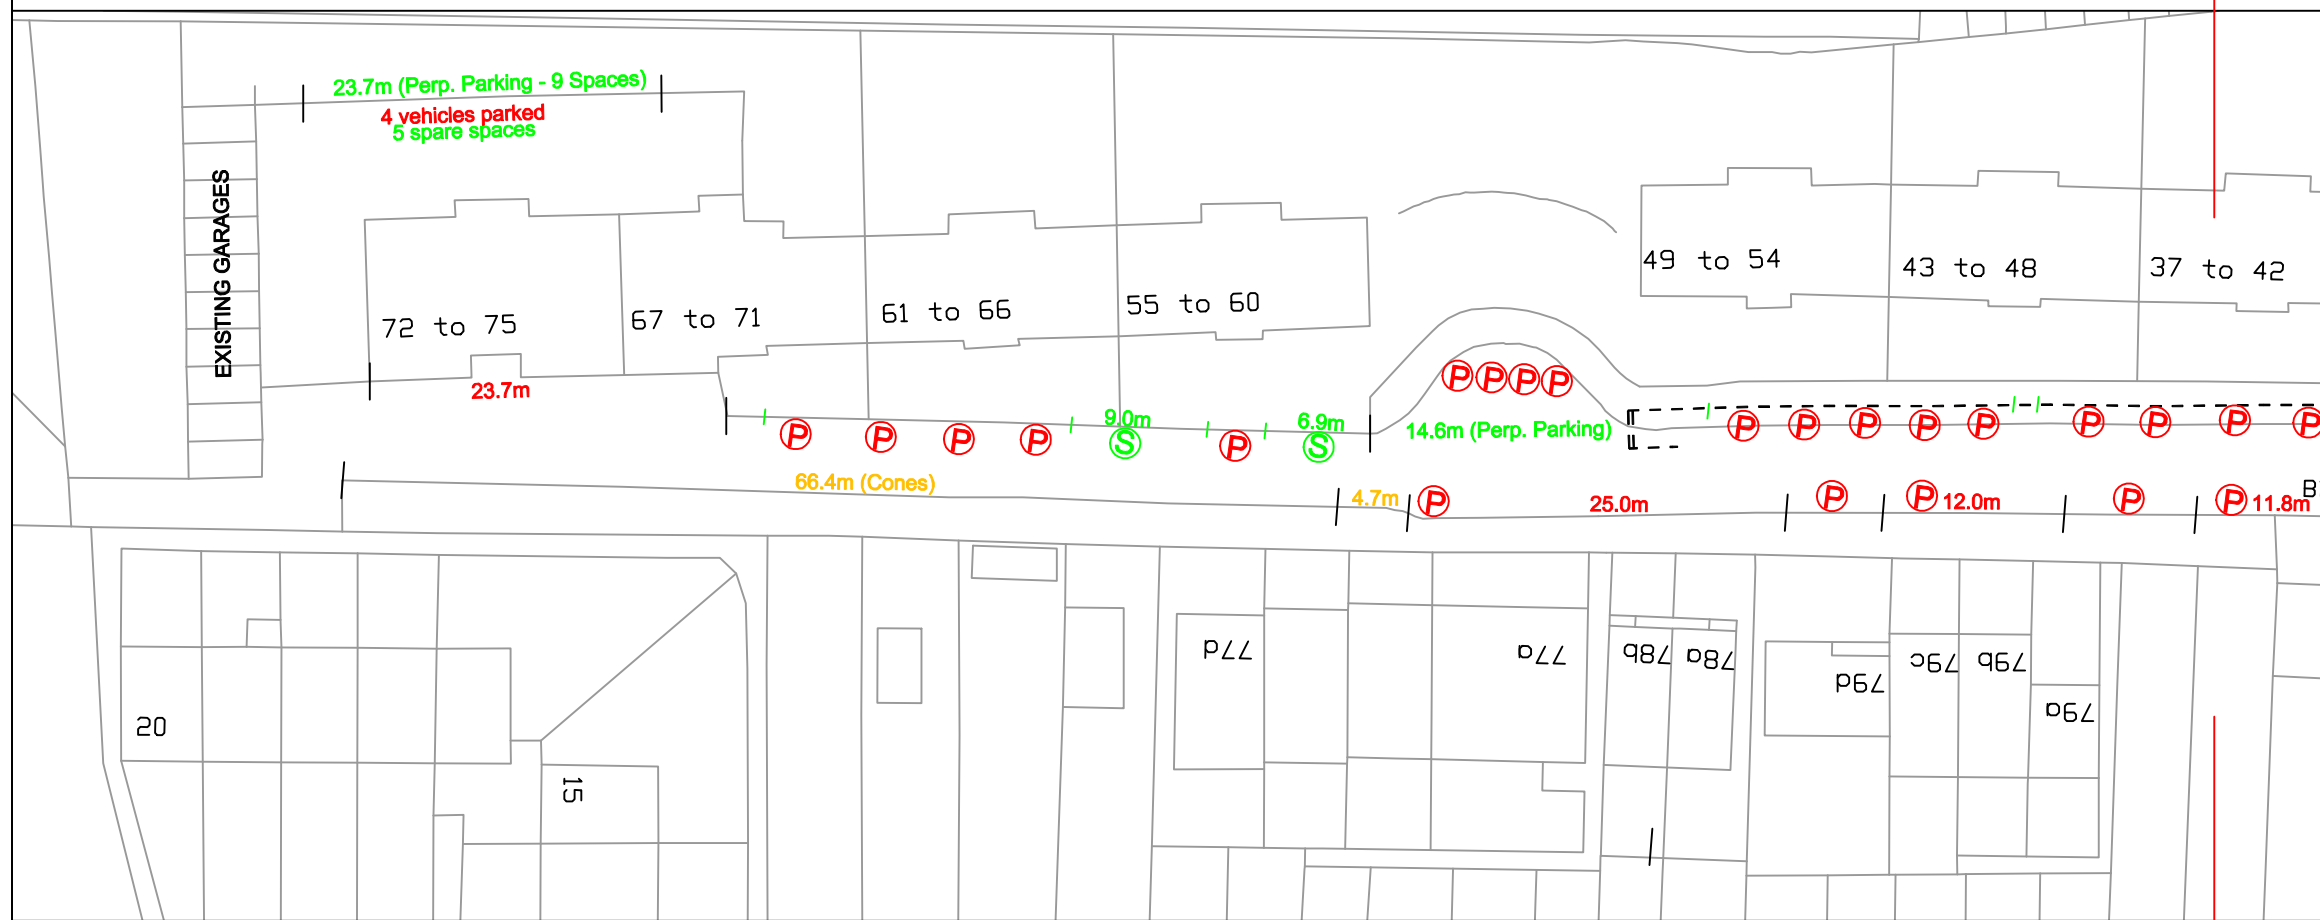 23.7m (Perp. Parking - 9 Spaces)
4 vehicles parked
5 spare spaces
EXISTING GARAGES
72 to 75
67 to 71
61 to 66
55 to 60
49 to 54
43 to 48
37 to 42
23.7m
P
P
P
P
9.0m
S
P
6.9m
S
P P P P
14.6m (Perp. Parking)
P
P
P
P
P
P
P
P
P
66.4m (Cones)
4.7m
P
25.0m
P
P 12.0m
P
P 11.8m
B
77d
77a
78b
78a
79d
79c
79b
79a
20
15